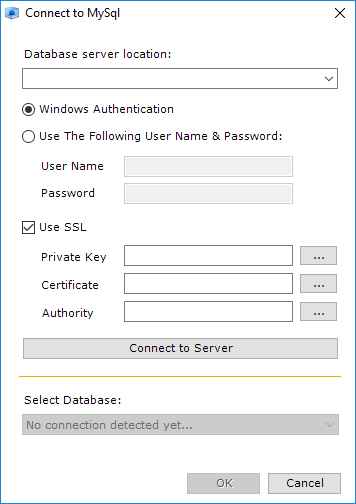 Connect to MySql
Database server location:
Windows Authentication
Use The Following User Name & Password:
User Name
Password
Use SSL
Private Key ...
Certificate ...
Authority ...
Connect to Server
Select Database:
No connection detected yet...
OK Cancel